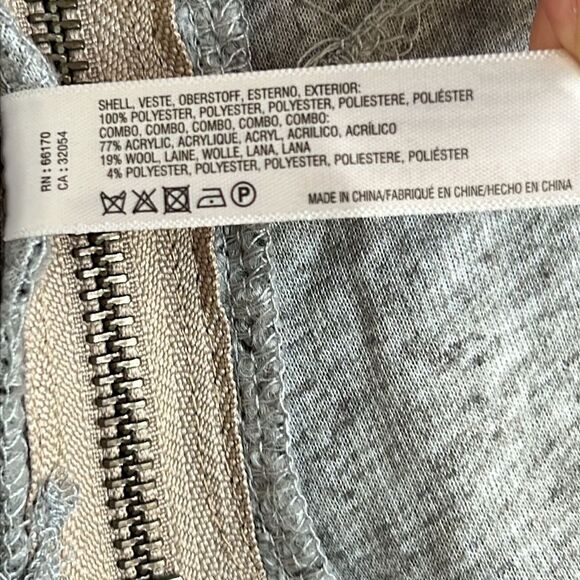 SHELL, VESTE, OBERSTOFF, ESTERNO, EXTERIOR:
100% POLYESTER, POLYESTER, POLYESTER, POLIESTERE, POLIÉSTER
COMBO, COMBO, COMBO, COMBO, COMBO:
77% ACRYLIC, ACRYLIQUE, ACRYL, ACRILICO, ACRÍLICO
19% WOOL, LAINE, WOLLE, LANA, LANA
4% POLYESTER, POLYESTER, POLYESTER, POLIESTERE, POLIÉSTER
P
MADE IN CHINA/FABRIQUÉ EN CHINE/HECHO EN CHINA
RN: 66170
CA: 32054